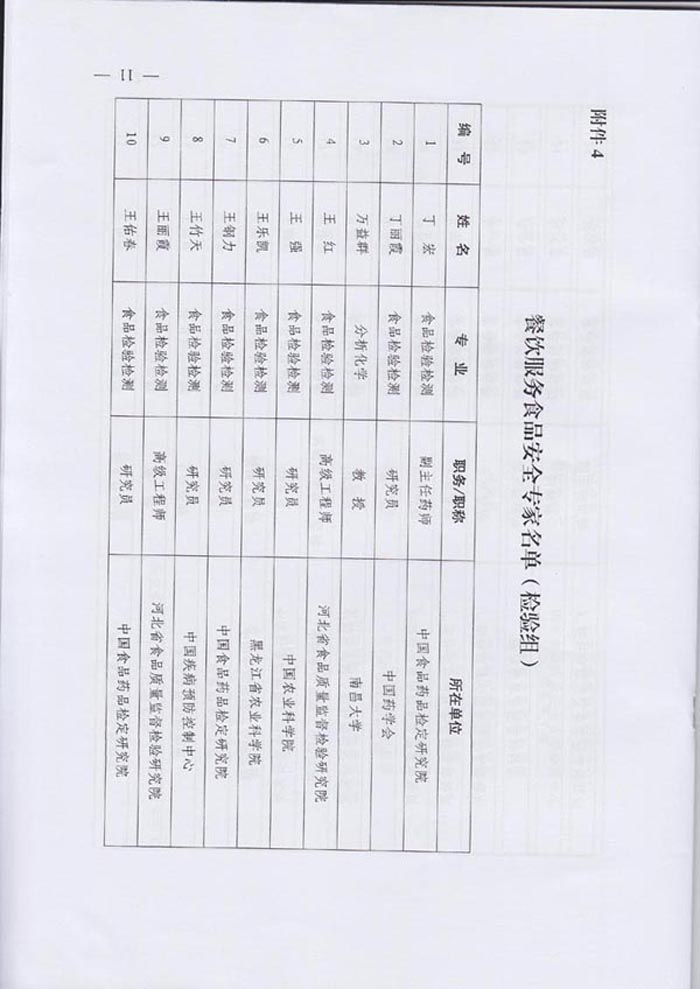 附件 4
餐饮服务食品安全专家名单（检验组）
编 号 姓 名 专 业 职务/职称 所在单位
1 丁 宏 食品检验检测 副主任药师 中国食品药品检定研究院
2 丁丽霞 食品检验检测 研究员 中国药学会
3 万益群 分析化学 教 授 南昌大学
4 王 红 食品检验检测 高级工程师 河北省食品质量监督检验研究院
5 王 强 食品检验检测 研究员 中国农业科学院
6 王乐凯 食品检验检测 研究员 黑龙江省农业科学院
7 王钢力 食品检验检测 研究员 中国食品药品检定研究院
8 王竹天 食品检验检测 研究员 中国疾病预防控制中心
9 王丽霞 食品检验检测 高级工程师 河北省食品质量监督检验研究院
10 王佑春 食品检验检测 研究员 中国食品药品检定研究院
— 11 —